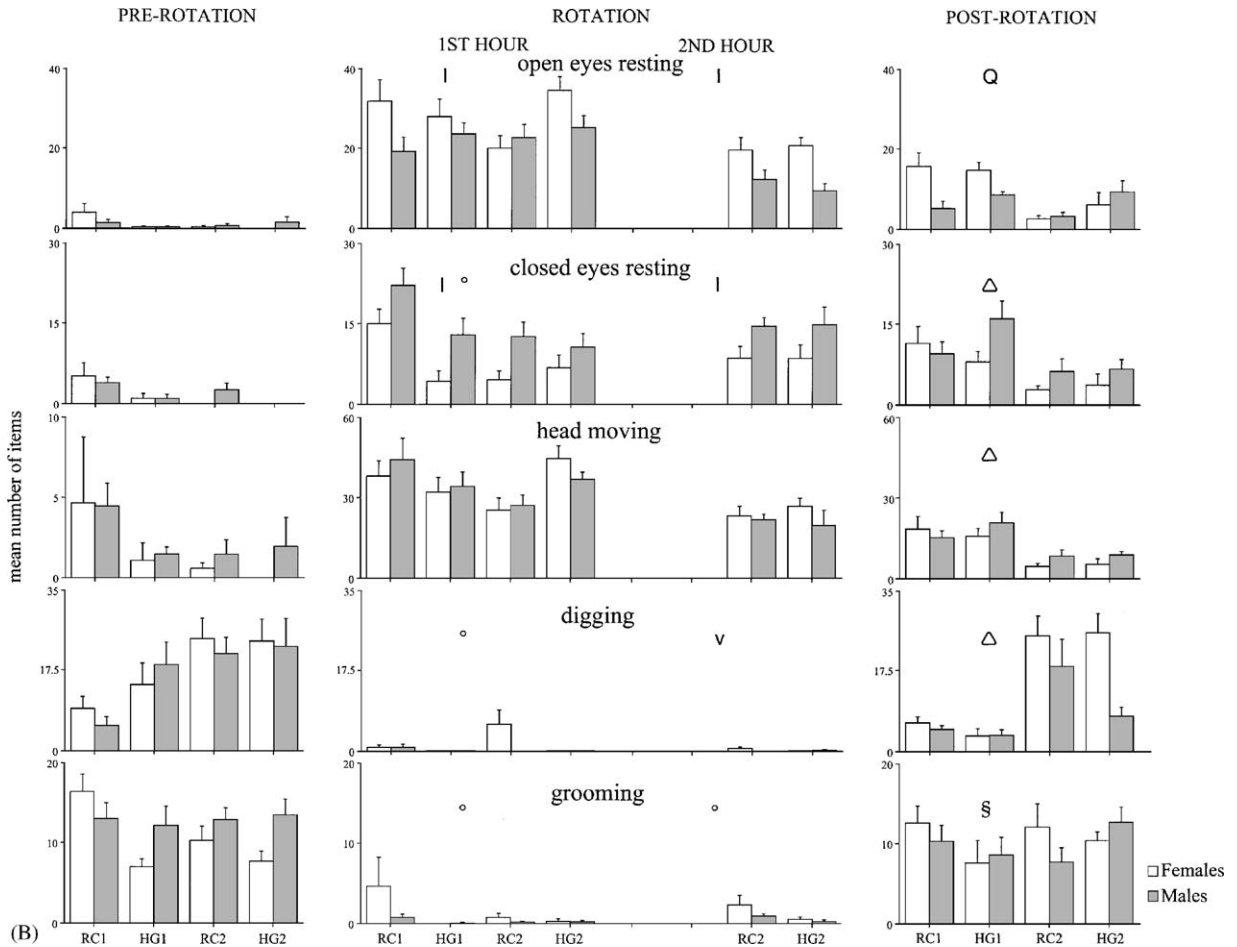 PRE-ROTATION ROTATION POST-ROTATION
1ST HOUR 2ND HOUR
open eyes resting
40 40 40
I I Q
20 20 20
0 0 0
closed eyes resting
30 30 30
I ° I △
15 15 15
0 0 0
head moving
10 60 60
△
5 30 30
0 0 0
digging
35 35 35
° v △
17,5 17,5 17,5
0 0 0
grooming
20 20 20
° ° §
10 10 10
0 0 0
mean number of items
Females
Males
(B) RC1 HG1 RC2 HG2 RC1 HG1 RC2 HG2 RC2 HG2 RC1 HG1 RC2 HG2